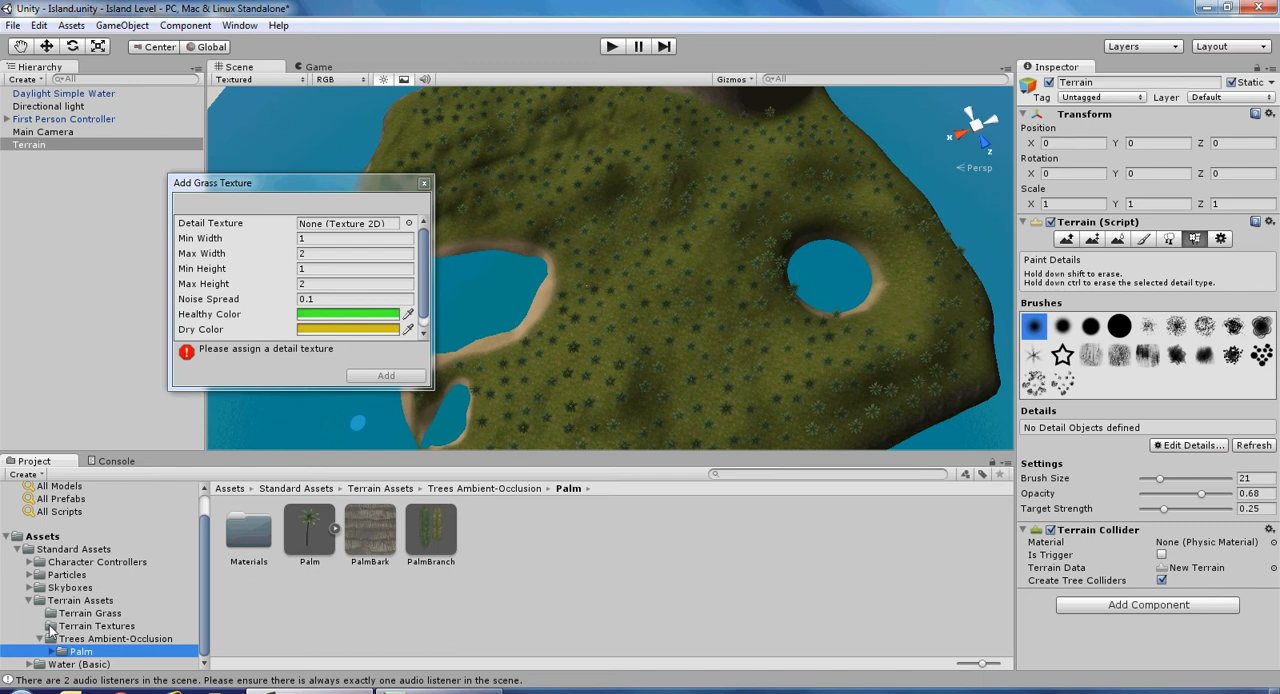 Unity - Island.unity - Island Level - PC, Mac & Linux Standalone*
File Edit Assets GameObject Component Window Help
Center Global Layers Layout
Hierarchy
Create All
Daylight Simple Water
Directional light
First Person Controller
Main Camera
Terrain
Scene Game
Textured RGB Gizmos All
x z
Persp
Add Grass Texture
Detail Texture None (Texture 2D)
Min Width 1
Max Width 2
Min Height 1
Max Height 2
Noise Spread 0.1
Healthy Color
Dry Color
Please assign a detail texture
Add
Inspector
Terrain Static
Tag Untagged Layer Default
Transform
Position
X 0 Y 0 Z 0
Rotation
X 0 Y 0 Z 0
Scale
X 1 Y 1 Z 1
Terrain (Script)
Paint Details
Hold down shift to erase.
Hold down ctrl to erase the selected detail type.
Brushes
Details
No Detail Objects defined
Edit Details... Refresh
Settings
Brush Size 21
Opacity 0.68
Target Strength 0.25
Terrain Collider
Material None (Physic Material)
Is Trigger
Terrain Data New Terrain
Create Tree Colliders
Add Component
Project Console
Create
All Models
All Prefabs
All Scripts
Assets
Standard Assets
Character Controllers
Particles
Skyboxes
Terrain Assets
Terrain Grass
Terrain Textures
Trees Ambient-Occlusion
Palm
Water (Basic)
Assets Standard Assets Terrain Assets Trees Ambient-Occlusion Palm
Materials Palm PalmBark PalmBranch
There are 2 audio listeners in the scene. Please ensure there is always exactly one audio listener in the scene.